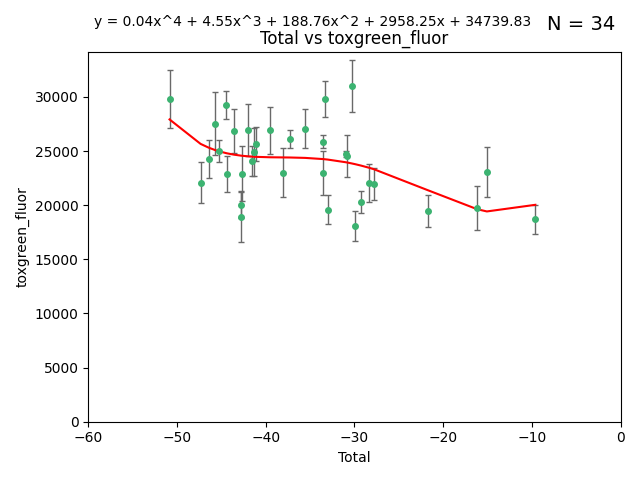 y = 0.04x^4 + 4.55x^3 + 188.76x^2 + 2958.25x + 34739.83
N = 34
Total vs toxgreen_fluor
30000
25000
20000
15000
10000
5000
0
toxgreen_fluor
−60
−50
−40
−30
−20
−10
0
Total